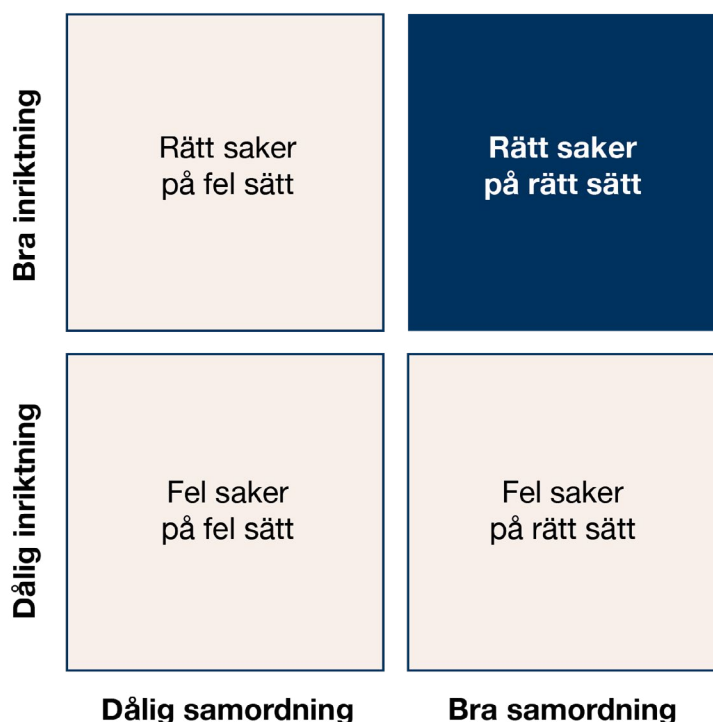 Bra inriktning
Rätt saker
på fel sätt
Rätt saker
på rätt sätt
Dålig inriktning
Fel saker
på fel sätt
Fel saker
på rätt sätt
Dålig samordning
Bra samordning